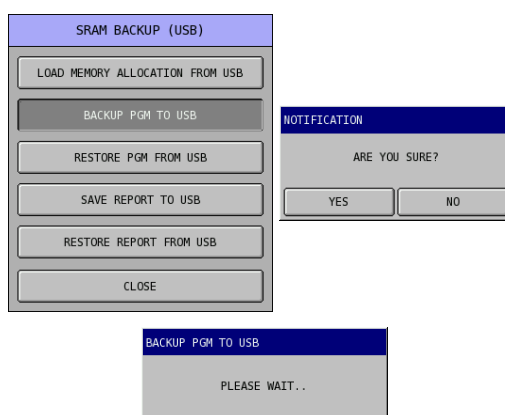 SRAM BACKUP (USB)
LOAD MEMORY ALLOCATION FROM USB
BACKUP PGM TO USB
RESTORE PGM FROM USB
SAVE REPORT TO USB
RESTORE REPORT FROM USB
CLOSE
NOTIFICATION
ARE YOU SURE?
YES
NO
BACKUP PGM TO USB
PLEASE WAIT..